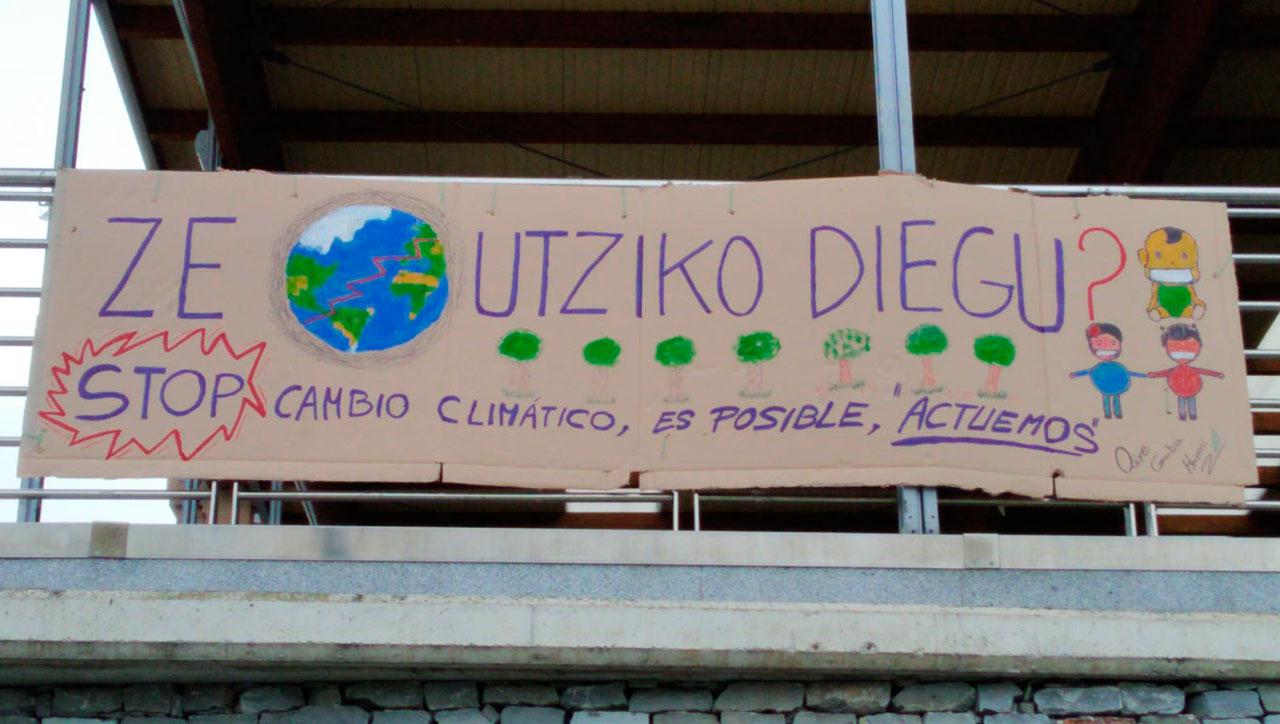 ZE UTZIKO DIEGU?
STOP CAMBIO CLIMÁTICO, ES POSIBLE, "ACTUEMOS"